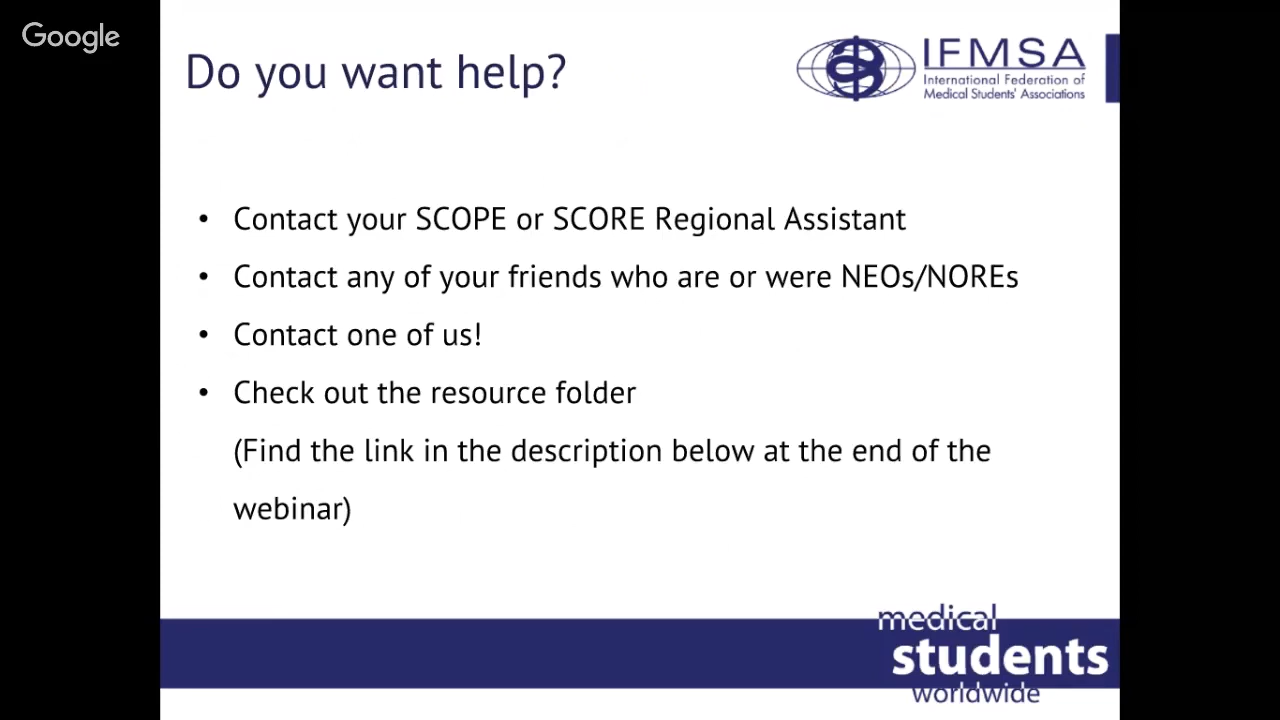 Google
Do you want help?
IFMSA
International Federation of
Medical Students' Associations
• Contact your SCOPE or SCORE Regional Assistant
• Contact any of your friends who are or were NEOs/NOREs
• Contact one of us!
• Check out the resource folder
(Find the link in the description below at the end of the
webinar)
medical
students
worldwide